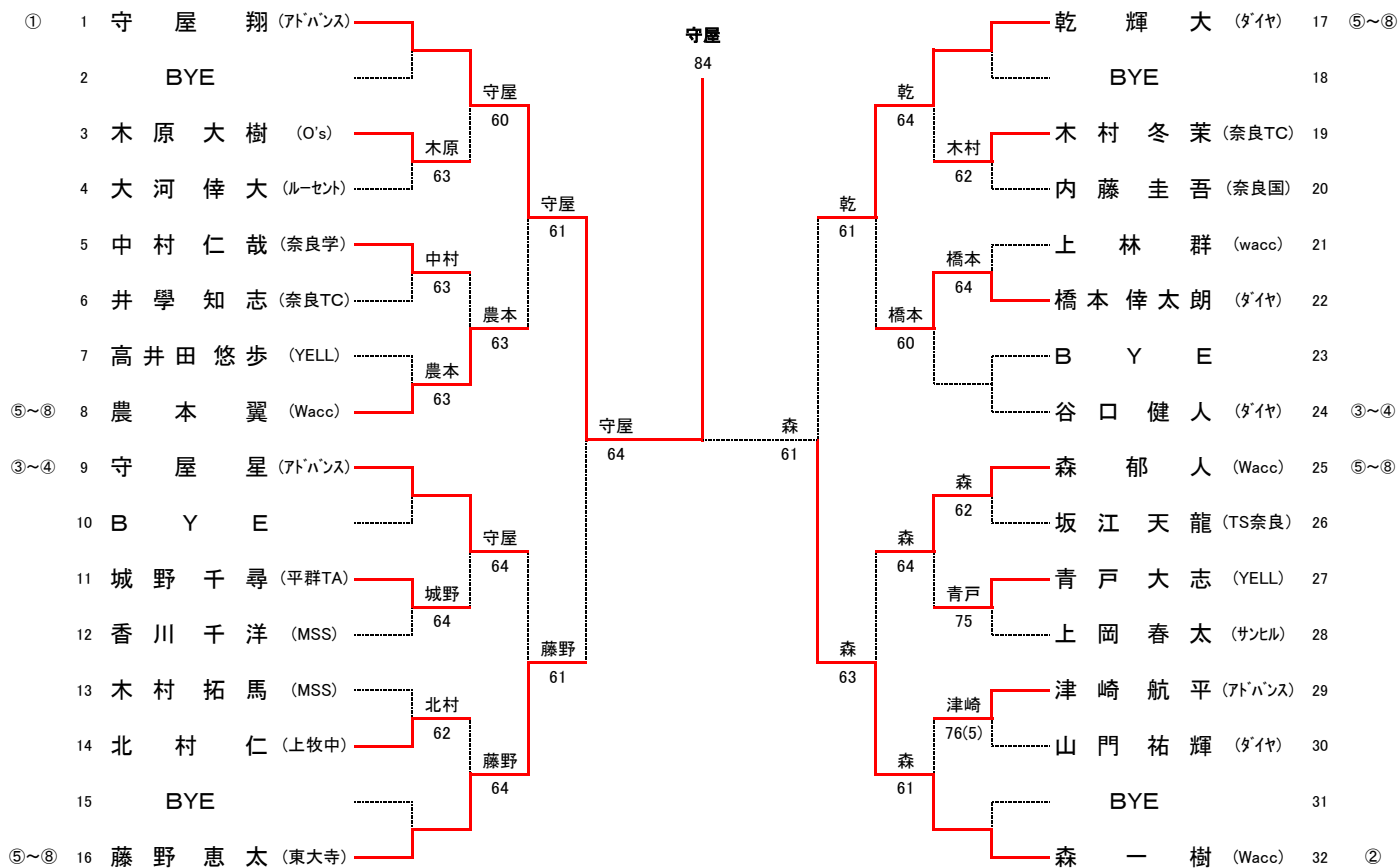 ① 1 守屋 翔 (アドバンス)
2 BYE
守屋
60
3 木原大樹 (O's)
木原
63
4 大河倖大 (ルーセント)
守屋
61
5 中村仁哉 (奈良学)
中村
63
6 井學知志 (奈良TC)
農本
63
7 高井田悠歩 (YELL)
農本
63
⑤~⑧ 8 農本翼 (Wacc)
守屋
64
③~④ 9 守屋星 (アドバンス)
10 BYE
守屋
64
11 城野千尋 (平群TA)
城野
64
12 香川千洋 (MSS)
藤野
61
13 木村拓馬 (MSS)
北村
62
14 北村仁 (上牧中)
藤野
64
15 BYE
⑤~⑧ 16 藤野恵太 (東大寺)
守屋
84
乾輝大 (ダイヤ) 17 ⑤~⑧
BYE 18
乾
64
木村冬茉 (奈良TC) 19
木村
62
内藤圭吾 (奈良国) 20
乾
61
上林群 (wacc) 21
橋本
64
橋本倖太朗 (ダイヤ) 22
橋本
60
BYE 23
谷口健人 (ダイヤ) 24 ③~④
森
61
森郁人 (Wacc) 25 ⑤~⑧
森
62
坂江天龍 (TS奈良) 26
森
64
青戸大志 (YELL) 27
青戸
75
上岡春太 (サンヒル) 28
森
63
津崎航平 (アドバンス) 29
津崎
76(5)
山門祐輝 (ダイヤ) 30
森
61
BYE 31
森一樹 (Wacc) 32 ②